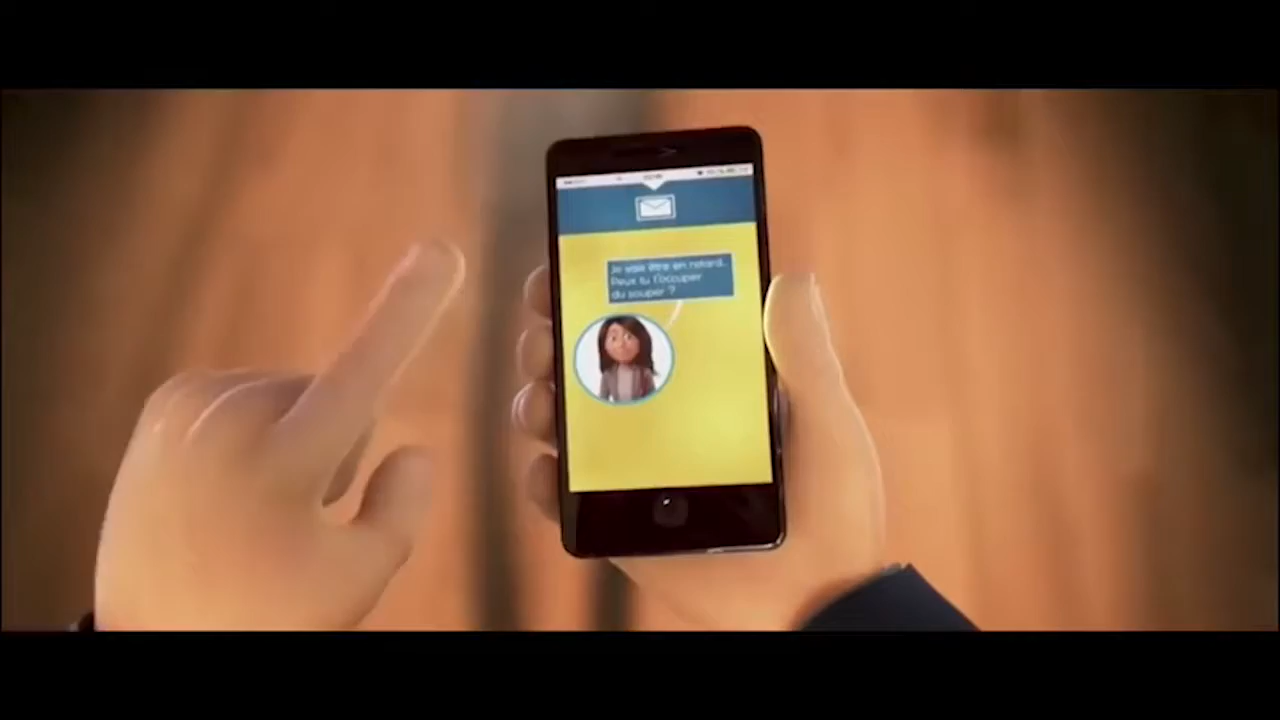 Je vais être en retard.
Peux tu t'occuper
du souper ?